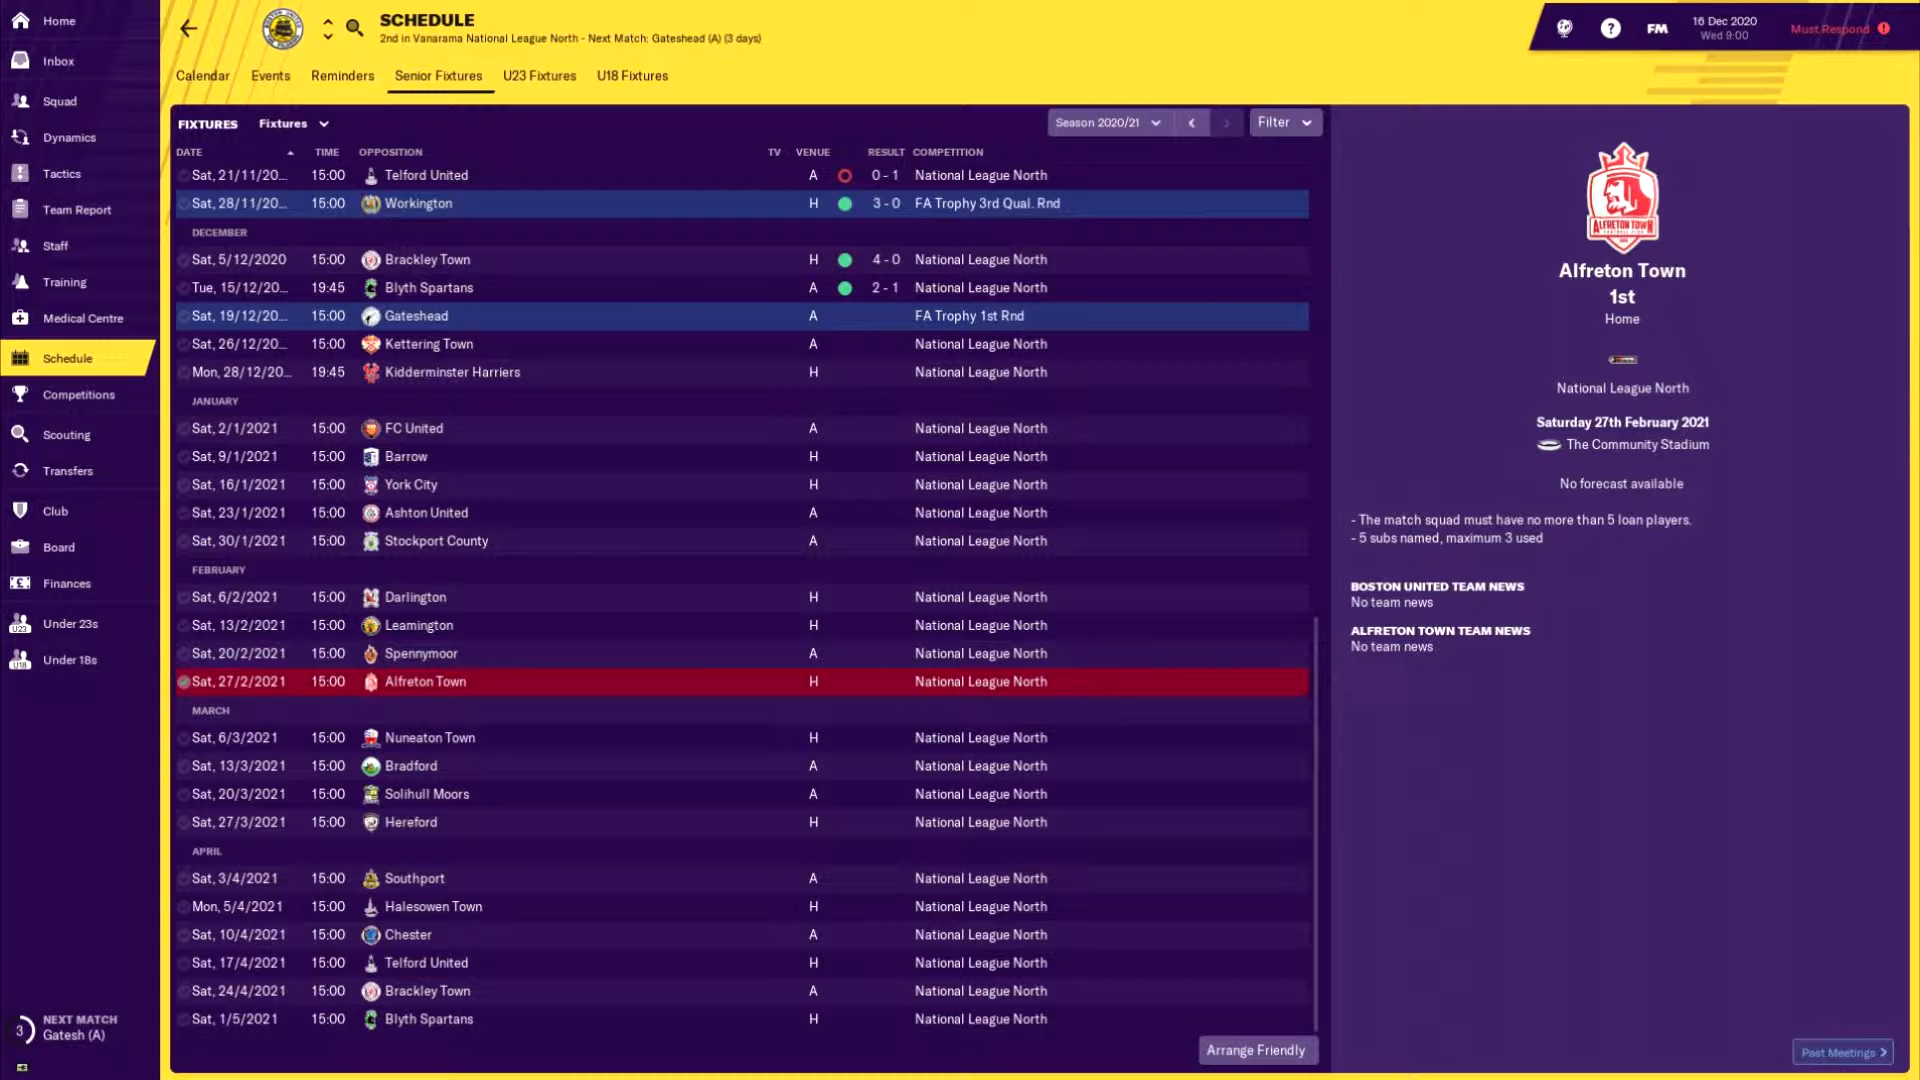 Home
Inbox
Squad
Dynamics
Tactics
Team Report
Staff
Training
Medical Centre
Schedule
Competitions
Scouting
Transfers
Club
Board
Finances
U23 Under 23s
U18 Under 18s
3 NEXT MATCH
Gatesh (A)
SCHEDULE
2nd in Vanarama National League North - Next Match: Gateshead (A) (3 days)
? FM 16 Dec 2020
Wed 9:00
Must Respond !
Calendar Events Reminders Senior Fixtures U23 Fixtures U18 Fixtures
FIXTURES Fixtures Season 2020/21 Filter
DATE TIME OPPOSITION TV VENUE RESULT COMPETITION
Sat, 21/11/20... 15:00 Telford United A 0 - 1 National League North
Sat, 28/11/20... 15:00 Workington H 3 - 0 FA Trophy 3rd Qual. Rnd
DECEMBER
Sat, 5/12/2020 15:00 Brackley Town H 4 - 0 National League North
Tue, 15/12/20... 19:45 Blyth Spartans A 2 - 1 National League North
Sat, 19/12/20... 15:00 Gateshead A FA Trophy 1st Rnd
Sat, 26/12/20... 15:00 Kettering Town A National League North
Mon, 28/12/20... 19:45 Kidderminster Harriers H National League North
JANUARY
Sat, 2/1/2021 15:00 FC United A National League North
Sat, 9/1/2021 15:00 Barrow H National League North
Sat, 16/1/2021 15:00 York City H National League North
Sat, 23/1/2021 15:00 Ashton United A National League North
Sat, 30/1/2021 15:00 Stockport County A National League North
FEBRUARY
Sat, 6/2/2021 15:00 Darlington H National League North
Sat, 13/2/2021 15:00 Leamington H National League North
Sat, 20/2/2021 15:00 Spennymoor A National League North
Sat, 27/2/2021 15:00 Alfreton Town H National League North
MARCH
Sat, 6/3/2021 15:00 Nuneaton Town H National League North
Sat, 13/3/2021 15:00 Bradford A National League North
Sat, 20/3/2021 15:00 Solihull Moors A National League North
Sat, 27/3/2021 15:00 Hereford H National League North
APRIL
Sat, 3/4/2021 15:00 Southport A National League North
Mon, 5/4/2021 15:00 Halesowen Town H National League North
Sat, 10/4/2021 15:00 Chester A National League North
Sat, 17/4/2021 15:00 Telford United H National League North
Sat, 24/4/2021 15:00 Brackley Town A National League North
Sat, 1/5/2021 15:00 Blyth Spartans H National League North
Arrange Friendly
ALFRETON TOWN
Alfreton Town
1st
Home
National League North
Saturday 27th February 2021
The Community Stadium
No forecast available
- The match squad must have no more than 5 loan players.
- 5 subs named, maximum 3 used
BOSTON UNITED TEAM NEWS
No team news
ALFRETON TOWN TEAM NEWS
No team news
Past Meetings